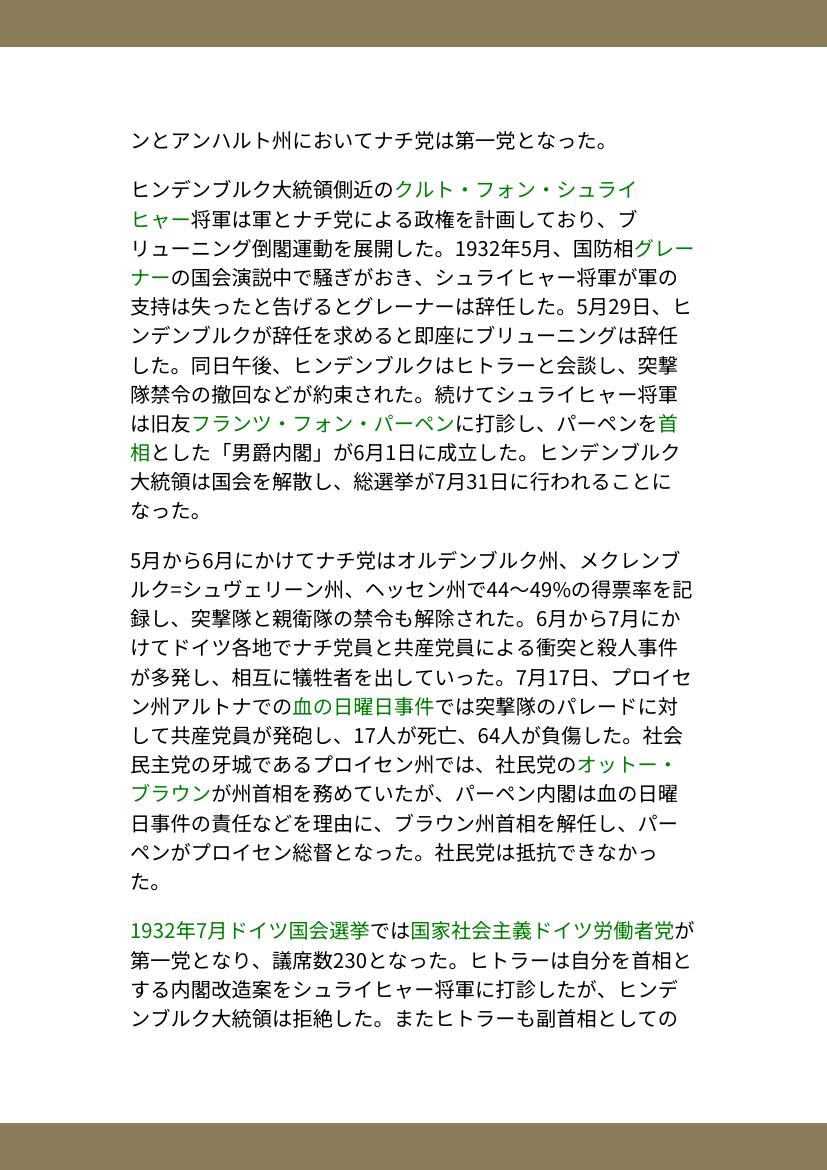 ンとアンハルト州においてナチ党は第一党となった。
ヒンデンブルク大統領側近のクルト・フォン・シュライ
ヒャー将軍は軍とナチ党による政権を計画しており、ブ
リューニング倒閣運動を展開した。1932年5月、国防相グレー
ナーの国会演説中で騒ぎがおき、シュライヒャー将軍が軍の
支持は失ったと告げるとグレーナーは辞任した。5月29日、ヒ
ンデンブルクが辞任を求めると即座にブリューニングは辞任
した。同日午後、ヒンデンブルクはヒトラーと会談し、突撃
隊禁令の撤回などが約束された。続けてシュライヒャー将軍
は旧友フランツ・フォン・パーペンに打診し、パーペンを首
相とした「男爵内閣」が6月1日に成立した。ヒンデンブルク
大統領は国会を解散し、総選挙が7月31日に行われることに
なった。
5月から6月にかけてナチ党はオルデンブルク州、メクレンブ
ルク=シュヴェリーン州、ヘッセン州で44〜49%の得票率を記
録し、突撃隊と親衛隊の禁令も解除された。6月から7月にか
けてドイツ各地でナチ党員と共産党員による衝突と殺人事件
が多発し、相互に犠牲者を出していった。7月17日、プロイセ
ン州アルトナでの血の日曜日事件では突撃隊のパレードに対
して共産党員が発砲し、17人が死亡、64人が負傷した。社会
民主党の牙城であるプロイセン州では、社民党のオットー・
ブラウンが州首相を務めていたが、パーペン内閣は血の日曜
日事件の責任などを理由に、ブラウン州首相を解任し、パー
ペンがプロイセン総督となった。社民党は抵抗できなかっ
た。
1932年7月ドイツ国会選挙では国家社会主義ドイツ労働者党が
第一党となり、議席数230となった。ヒトラーは自分を首相と
する内閣改造案をシュライヒャー将軍に打診したが、ヒンデ
ンブルク大統領は拒絶した。またヒトラーも副首相としての